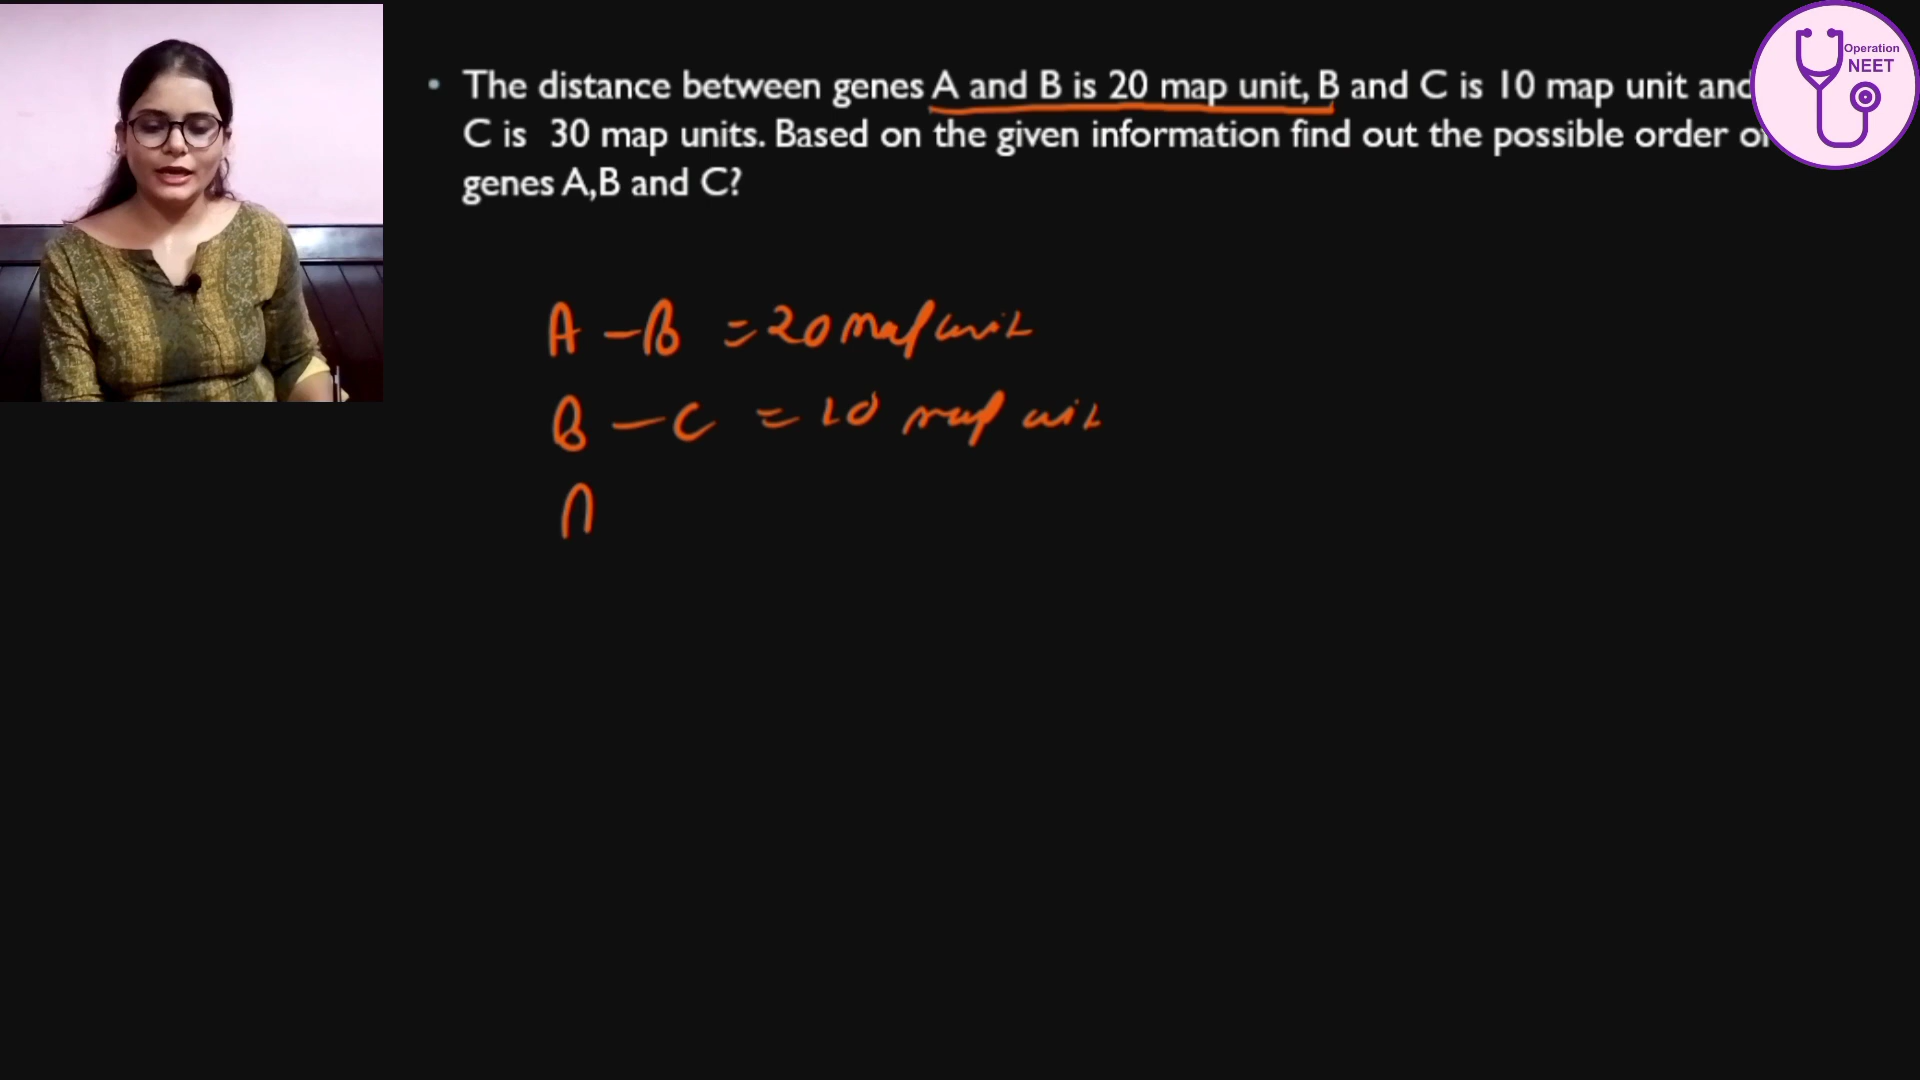 • The distance between genes A and B is 20 map unit, B and C is 10 map unit and
C is 30 map units. Based on the given information find out the possible order of
genes A,B and C?
Operation
NEET
A – B = 20 map unit
B – C = 10 map unit